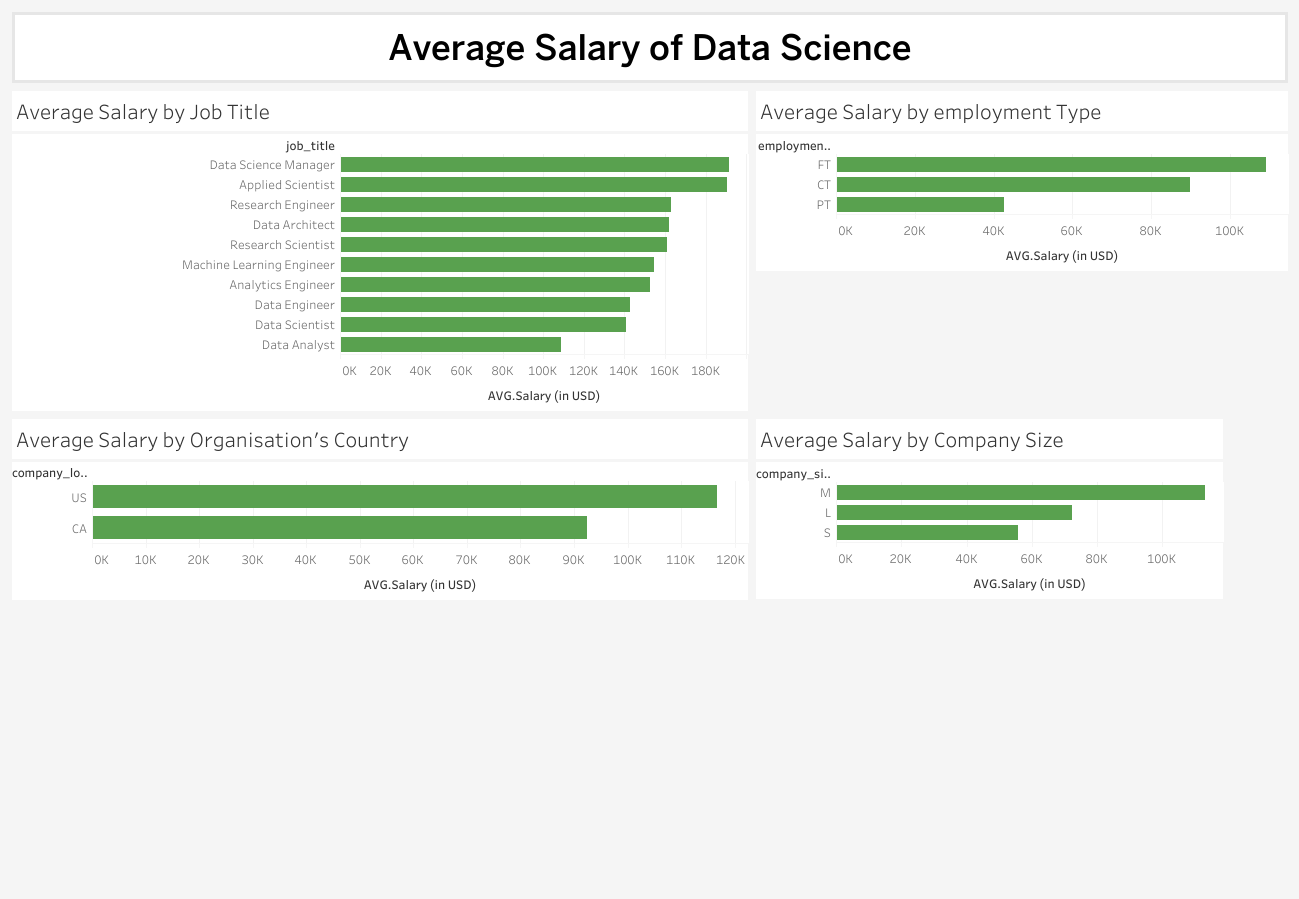 Average Salary of Data Science
Average Salary by Job Title
job_title
Data Science Manager
Applied Scientist
Research Engineer
Data Architect
Research Scientist
Machine Learning Engineer
Analytics Engineer
Data Engineer
Data Scientist
Data Analyst
0K 20K 40K 60K 80K 100K 120K 140K 160K 180K
AVG.Salary (in USD)
Average Salary by employment Type
employmen..
FT
CT
PT
0K 20K 40K 60K 80K 100K
AVG.Salary (in USD)
Average Salary by Organisation's Country
company_lo..
US
CA
0K 10K 20K 30K 40K 50K 60K 70K 80K 90K 100K 110K 120K
AVG.Salary (in USD)
Average Salary by Company Size
company_si..
M
L
S
0K 20K 40K 60K 80K 100K
AVG.Salary (in USD)